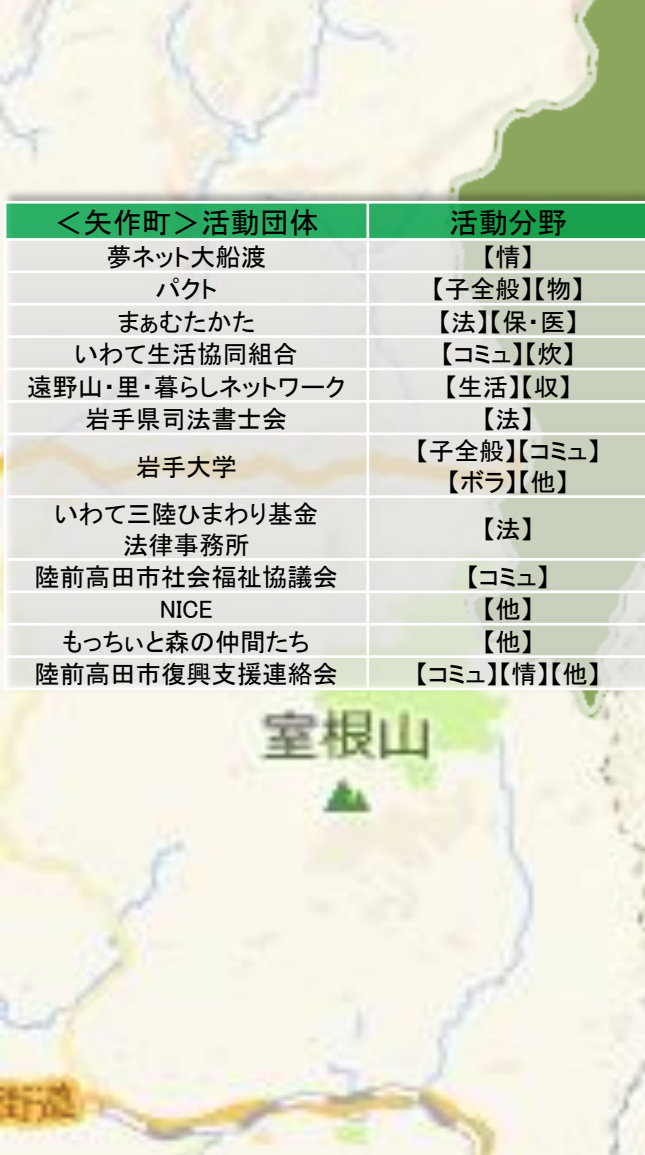 ＜矢作町＞活動団体 活動分野
夢ネット大船渡 【情】
パクト 【子全般】【物】
まぁむたかた 【法】【保・医】
いわて生活協同組合 【コミュ】【炊】
遠野山・里・暮らしネットワーク 【生活】【収】
岩手県司法書士会 【法】
岩手大学 【子全般】【コミュ】
【ボラ】【他】
いわて三陸ひまわり基金
法律事務所 【法】
陸前高田市社会福祉協議会 【コミュ】
NICE 【他】
もっちぃと森の仲間たち 【他】
陸前高田市復興支援連絡会 【コミュ】【情】【他】
室根山
街道